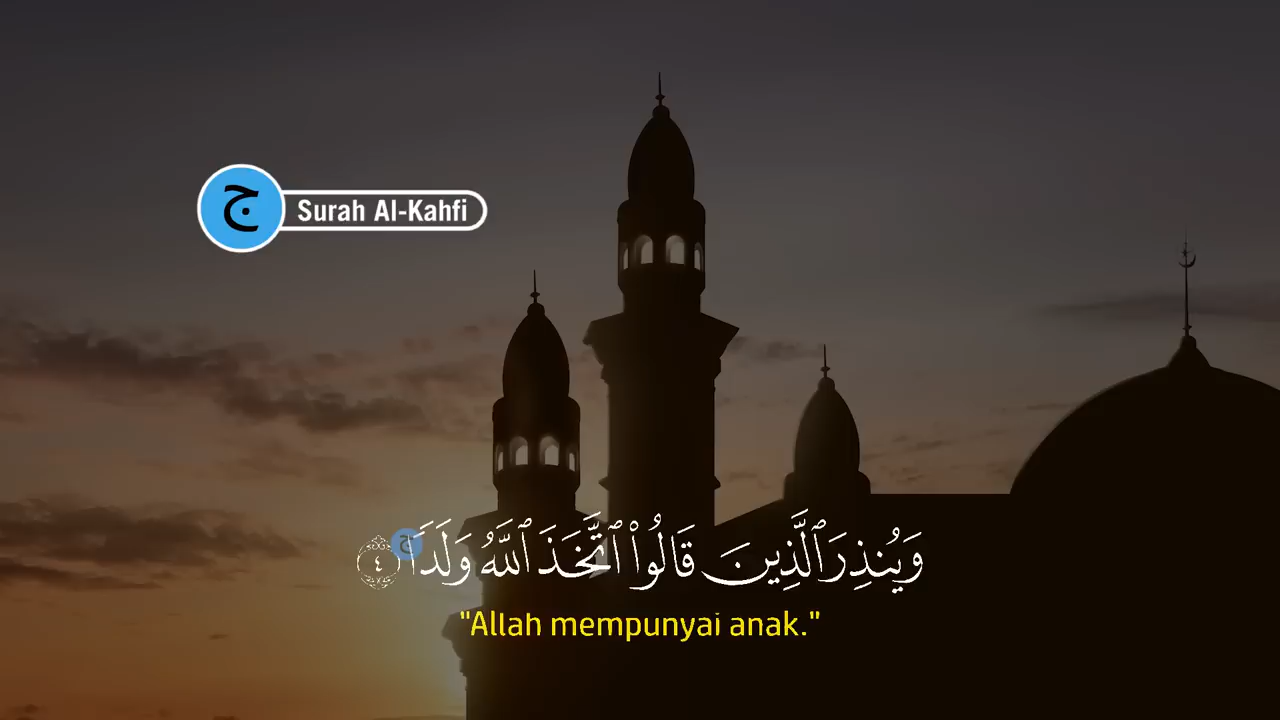 ج
Surah Al-Kahfi
وَيُنذِرَ ٱلَّذِينَ قَالُوا۟ ٱتَّخَذَ ٱللَّهُ وَلَدًا ٤
ج
"Allah mempunyai anak."